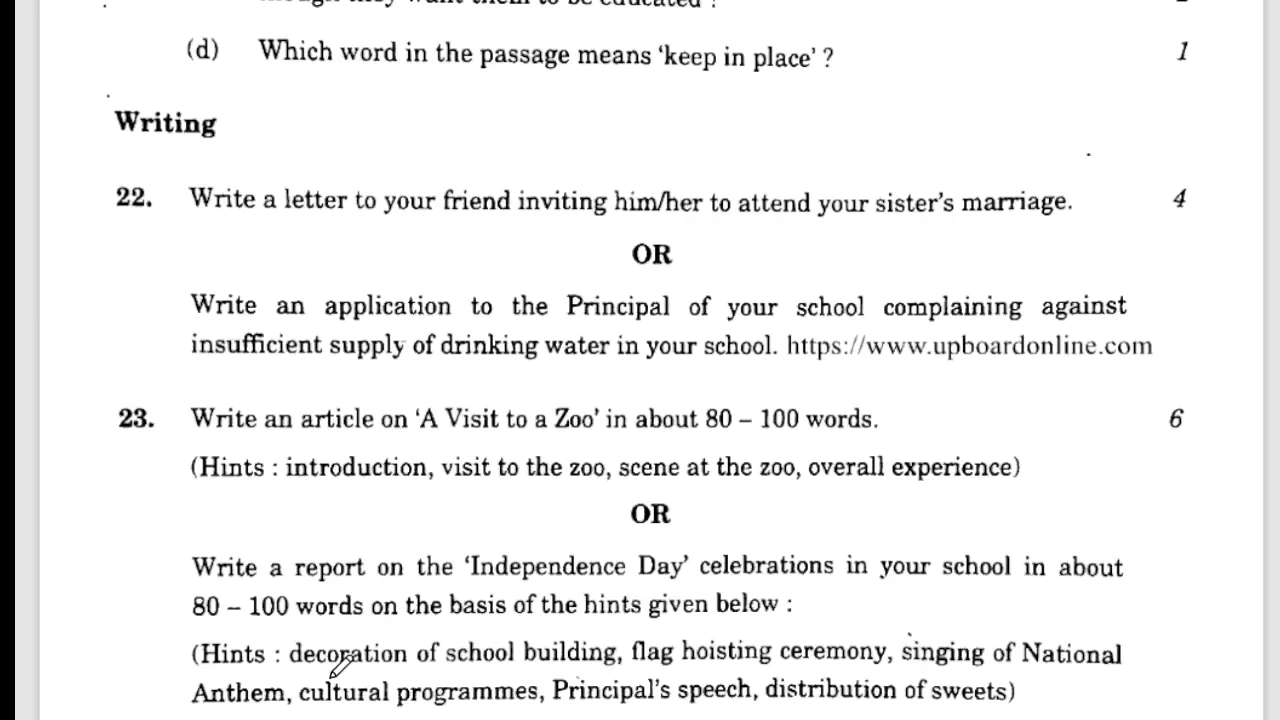 (d) Which word in the passage means 'keep in place' ? 1
Writing
22. Write a letter to your friend inviting him/her to attend your sister's marriage. 4
OR
Write an application to the Principal of your school complaining against
insufficient supply of drinking water in your school. https://www.upboardonline.com
23. Write an article on 'A Visit to a Zoo' in about 80 – 100 words. 6
(Hints : introduction, visit to the zoo, scene at the zoo, overall experience)
OR
Write a report on the 'Independence Day' celebrations in your school in about
80 – 100 words on the basis of the hints given below :
(Hints : decoration of school building, flag hoisting ceremony, singing of National
Anthem, cultural programmes, Principal's speech, distribution of sweets)